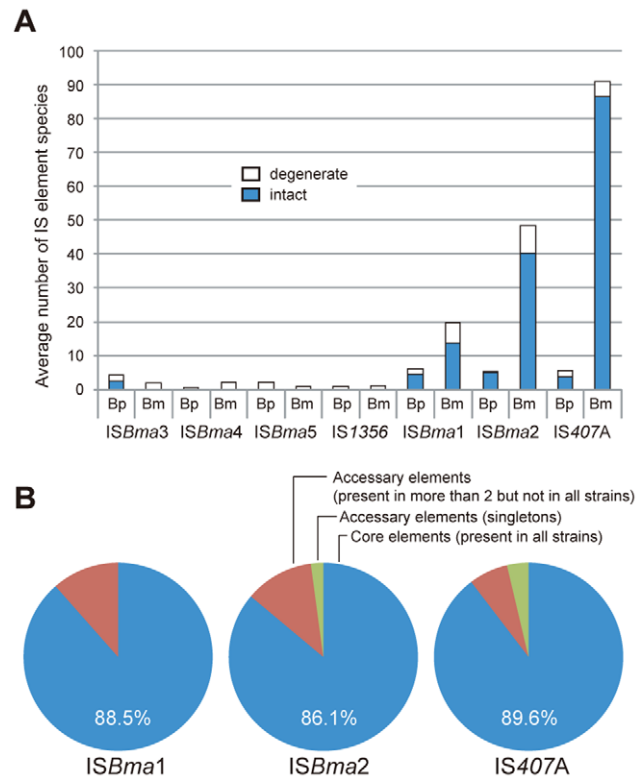 A
Average number of IS element species
100
90
80
70
60
50
40
30
20
10
0
degenerate
intact
Bp Bm Bp Bm Bp Bm Bp Bm Bp Bm Bp Bm Bp Bm
ISBma3 ISBma4 ISBma5 IS1356 ISBma1 ISBma2 IS407A
B
Accessary elements
(present in more than 2 but not in all strains)
Accessary elements (singletons)
Core elements (present in all strains)
88.5% 86.1% 89.6%
ISBma1 ISBma2 IS407A